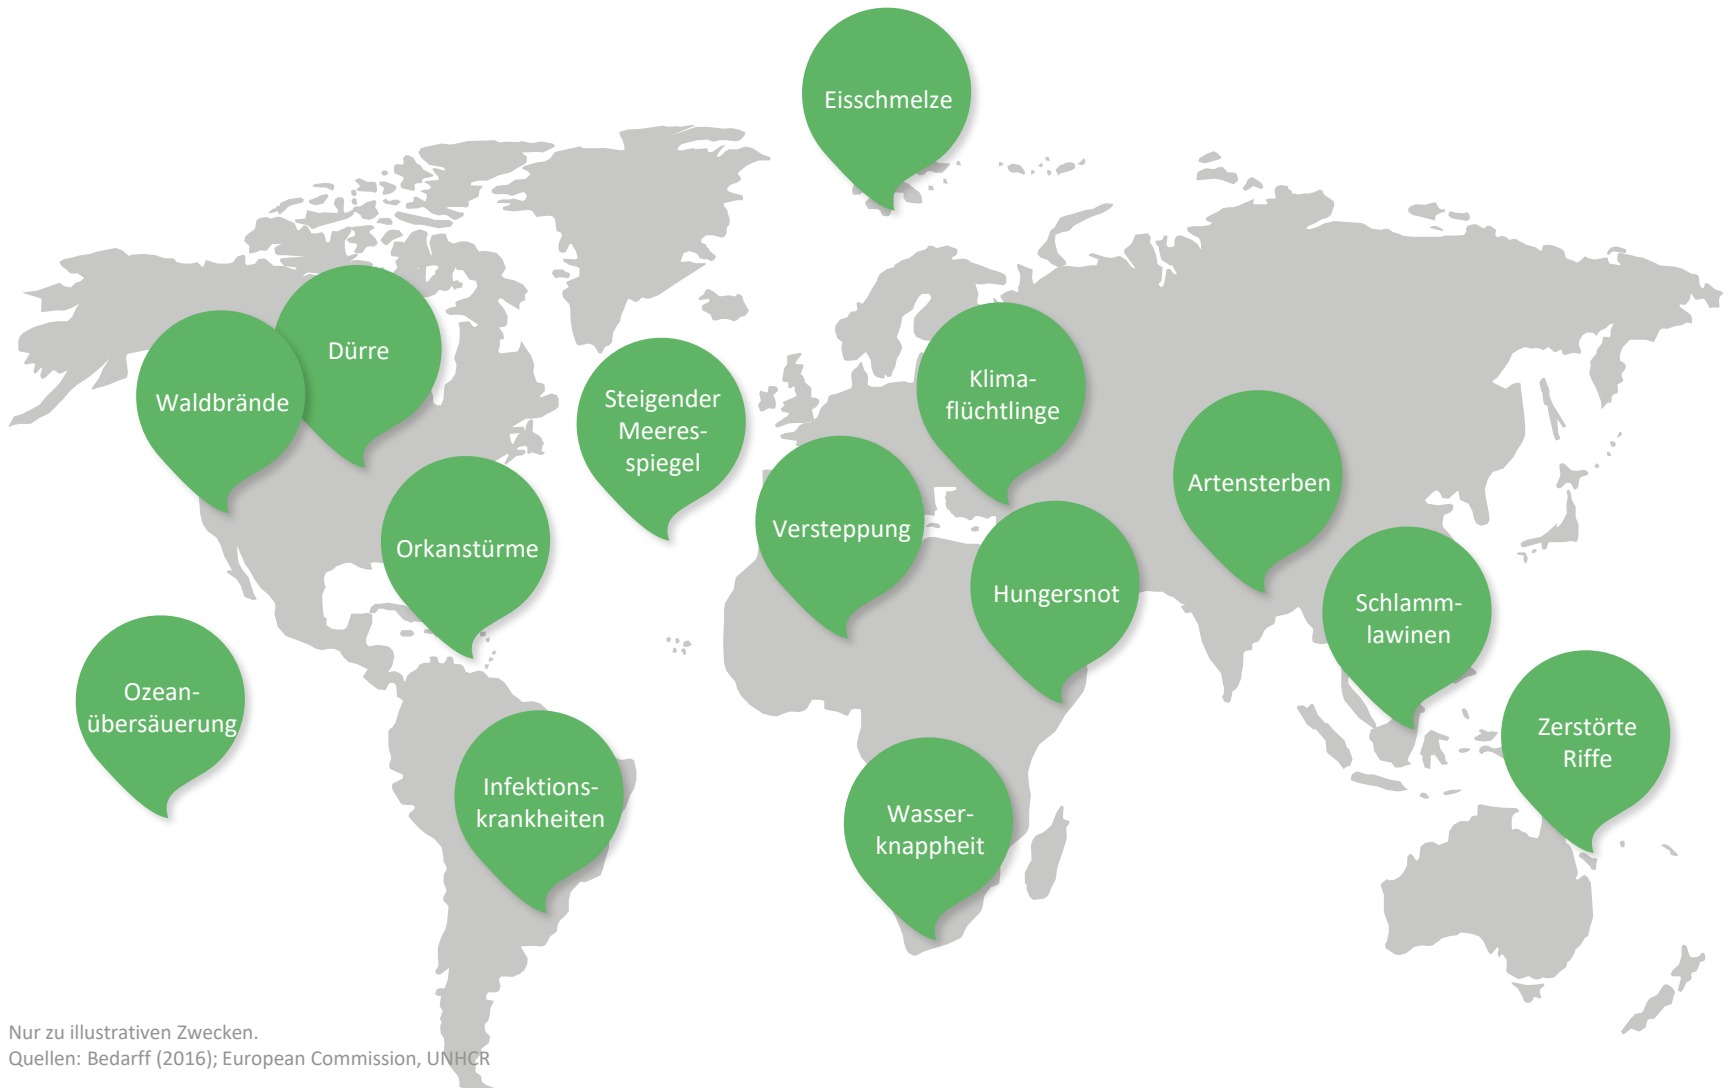 Eisschmelze
Dürre
Waldbrände
Steigender
Meeres-
spiegel
Klima-
flüchtlinge
Artensterben
Versteppung
Orkanstürme
Hungersnot
Schlamm-
lawinen
Ozean-
übersäuerung
Zerstörte
Riffe
Infektions-
krankheiten
Wasser-
knappheit
Nur zu illustrativen Zwecken.
Quellen: Bedarff (2016); European Commission, UNHCR